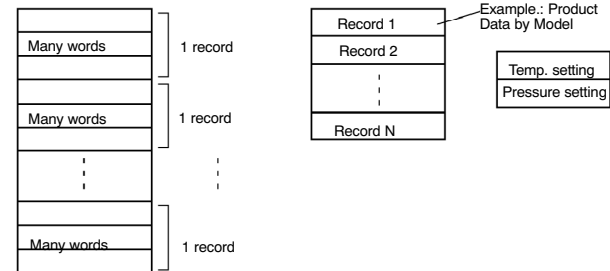 Many words
1 record
Many words
1 record
Many words
1 record
Record 1
Record 2
Record N
Example.: Product
Data by Model
Temp. setting
Pressure setting